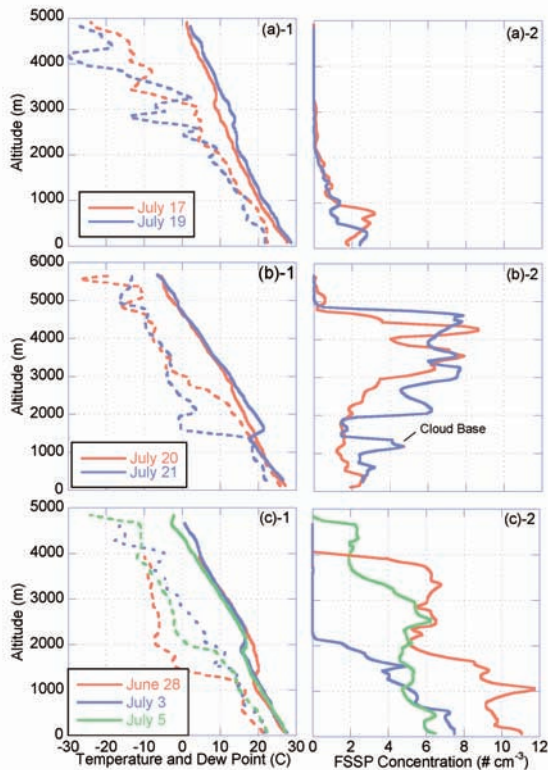 5000
4000
3000
2000
1000
0
Altitude (m)
(a)-1
July 17
July 19
(a)-2
6000
5000
4000
3000
2000
1000
0
Altitude (m)
(b)-1
July 20
July 21
(b)-2
Cloud Base
5000
4000
3000
2000
1000
0
Altitude (m)
(c)-1
June 28
July 3
July 5
-30 -20 -10 0 10 20 30
Temperature and Dew Point (C)
(c)-2
0 2 4 6 8 10 12
FSSP Concentration (# cm-3)